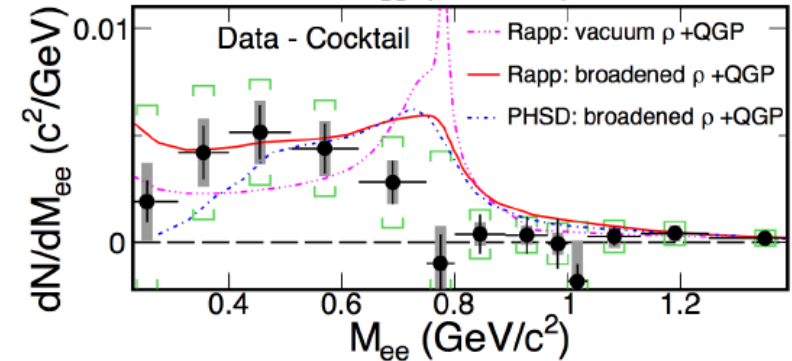 0.01
Data - Cocktail
Rapp: vacuum ρ +QGP
Rapp: broadened ρ +QGP
PHSD: broadened ρ +QGP
dN/dMee (c²/GeV)
0
0.4 0.6 0.8 1 1.2
Mee (GeV/c²)